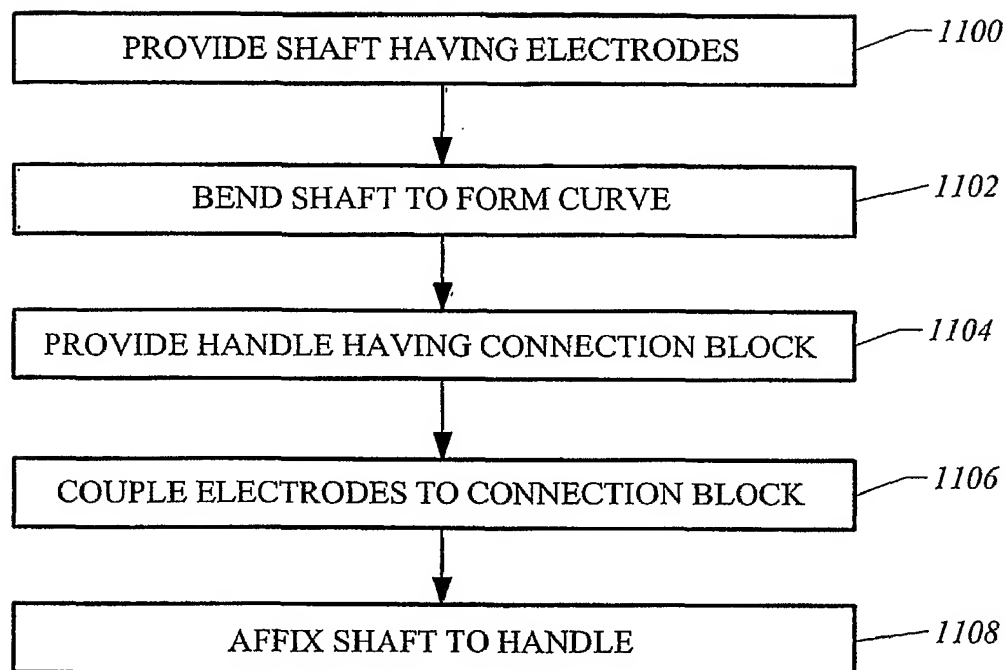 PROVIDE SHAFT HAVING ELECTRODES 1100
BEND SHAFT TO FORM CURVE 1102
PROVIDE HANDLE HAVING CONNECTION BLOCK 1104
COUPLE ELECTRODES TO CONNECTION BLOCK 1106
AFFIX SHAFT TO HANDLE 1108